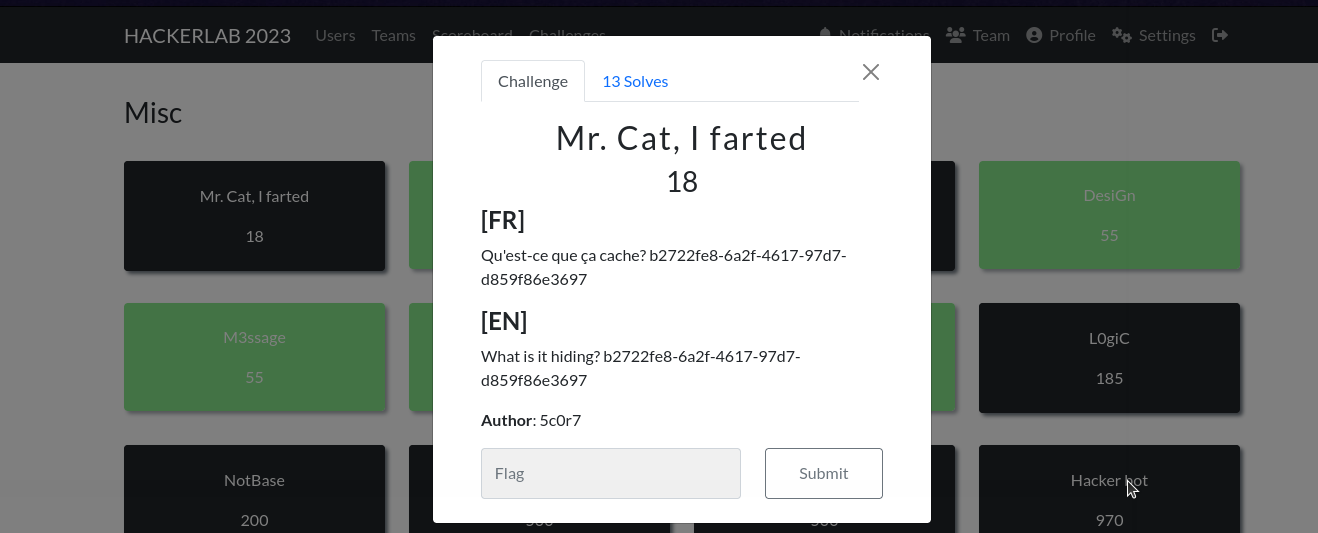 HACKERLAB 2023 Users Teams Scoreboard Challenges Notifications Team Profile Settings
Challenge 13 Solves
Misc
Mr. Cat, I farted
18
[FR]
Qu'est-ce que ça cache? b2722fe8-6a2f-4617-97d7-
d859f86e3697
[EN]
What is it hiding? b2722fe8-6a2f-4617-97d7-
d859f86e3697
Author: 5c0r7
Flag Submit
Mr. Cat, I farted
18
DesiGn
55
M3ssage
55
L0giC
185
NotBase
200
Hacker bot
970